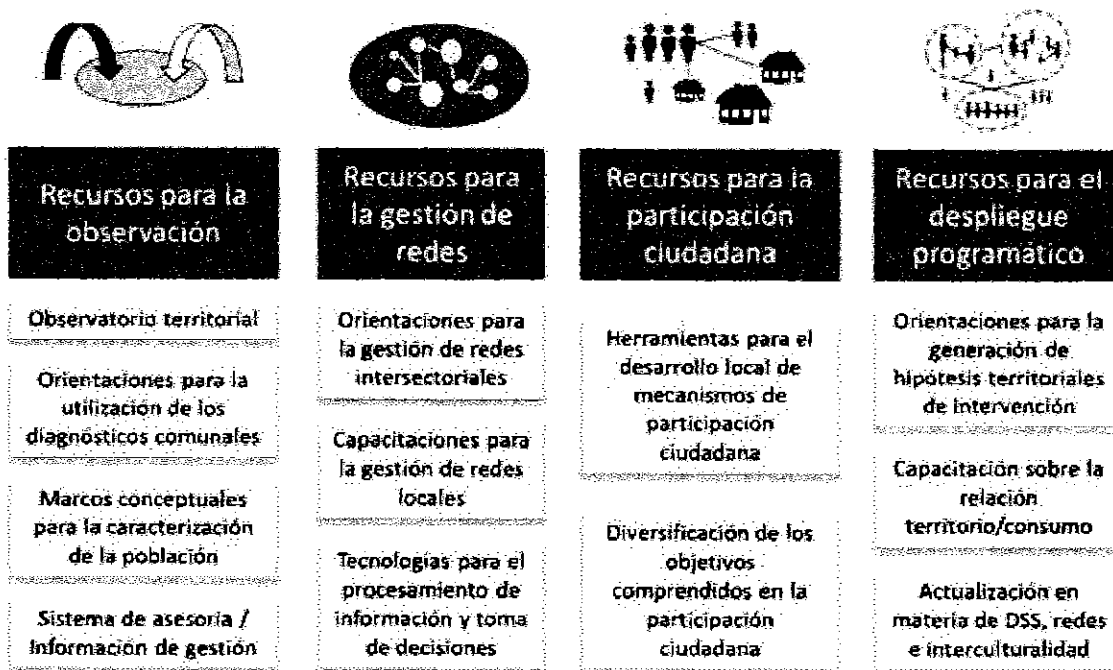 Recursos para la
observación
Observatorio territorial
Orientaciones para la
utilización de los
diagnósticos comunales
Marcos conceptuales
para la caracterización
de la población
Sistema de asesoría /
Información de gestión
Recursos para
la gestión de
redes
Orientaciones para
la gestión de redes
intersectoriales
Capacitaciones para
la gestión de redes
locales
Tecnologías para el
procesamiento de
información y toma
de decisiones
Recursos para la
participación
ciudadana
Herramientas para el
desarrollo local de
mecanismos de
participación
ciudadana
Diversificación de los
objetivos
comprendidos en la
participación
ciudadana
Recursos para el
despliegue
programático
Orientaciones para la
generación de
hipótesis territoriales
de intervención
Capacitación sobre la
relación
territorio/consumo
Actualización en
materia de DSS, redes
e interculturalidad